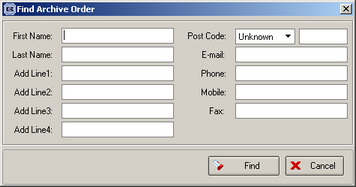 Find Archive Order
First Name: Post Code: Unknown
Last Name: E-mail:
Add Line1: Phone:
Add Line2: Mobile:
Add Line3: Fax:
Add Line4:
Find Cancel